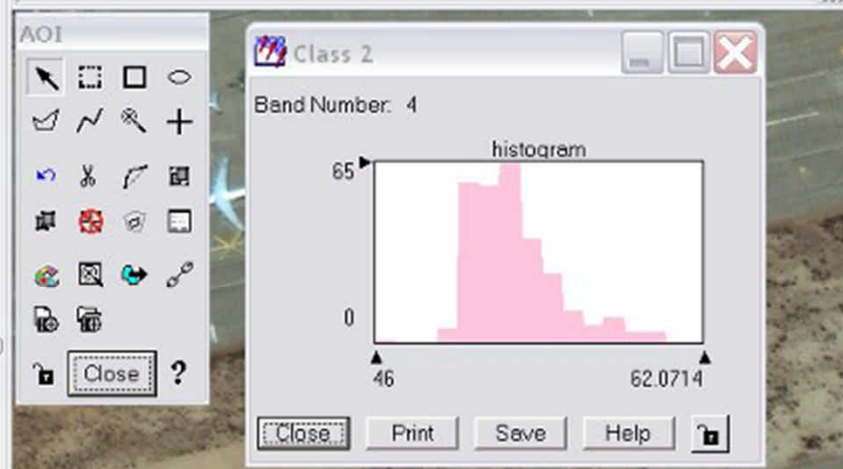 AOI
Close
?
Class 2
Band Number: 4
histogram
65
0
46
62.0714
Close
Print
Save
Help